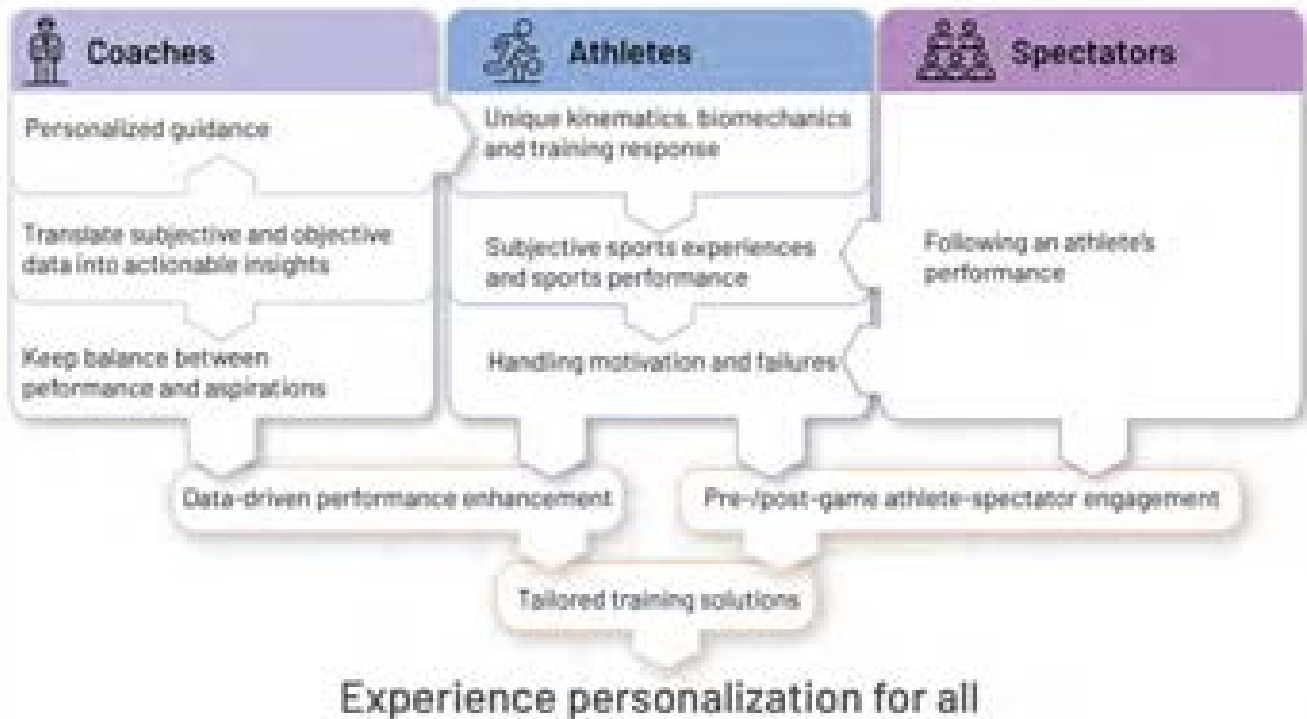 Coaches
Personalized guidance
Translate subjective and objective
data into actionable insights
Keep balance between
peformance and aspirations
Athletes
Unique kinematics, biomechanics
and training response
Subjective sports experiences
and sports performance
Handling motivation and failures
Spectators
Following an athlete's
performance
Data-driven performance enhancement
Pre-/post-game athlete-spectator engagement
Tailored training solutions
Experience personalization for all